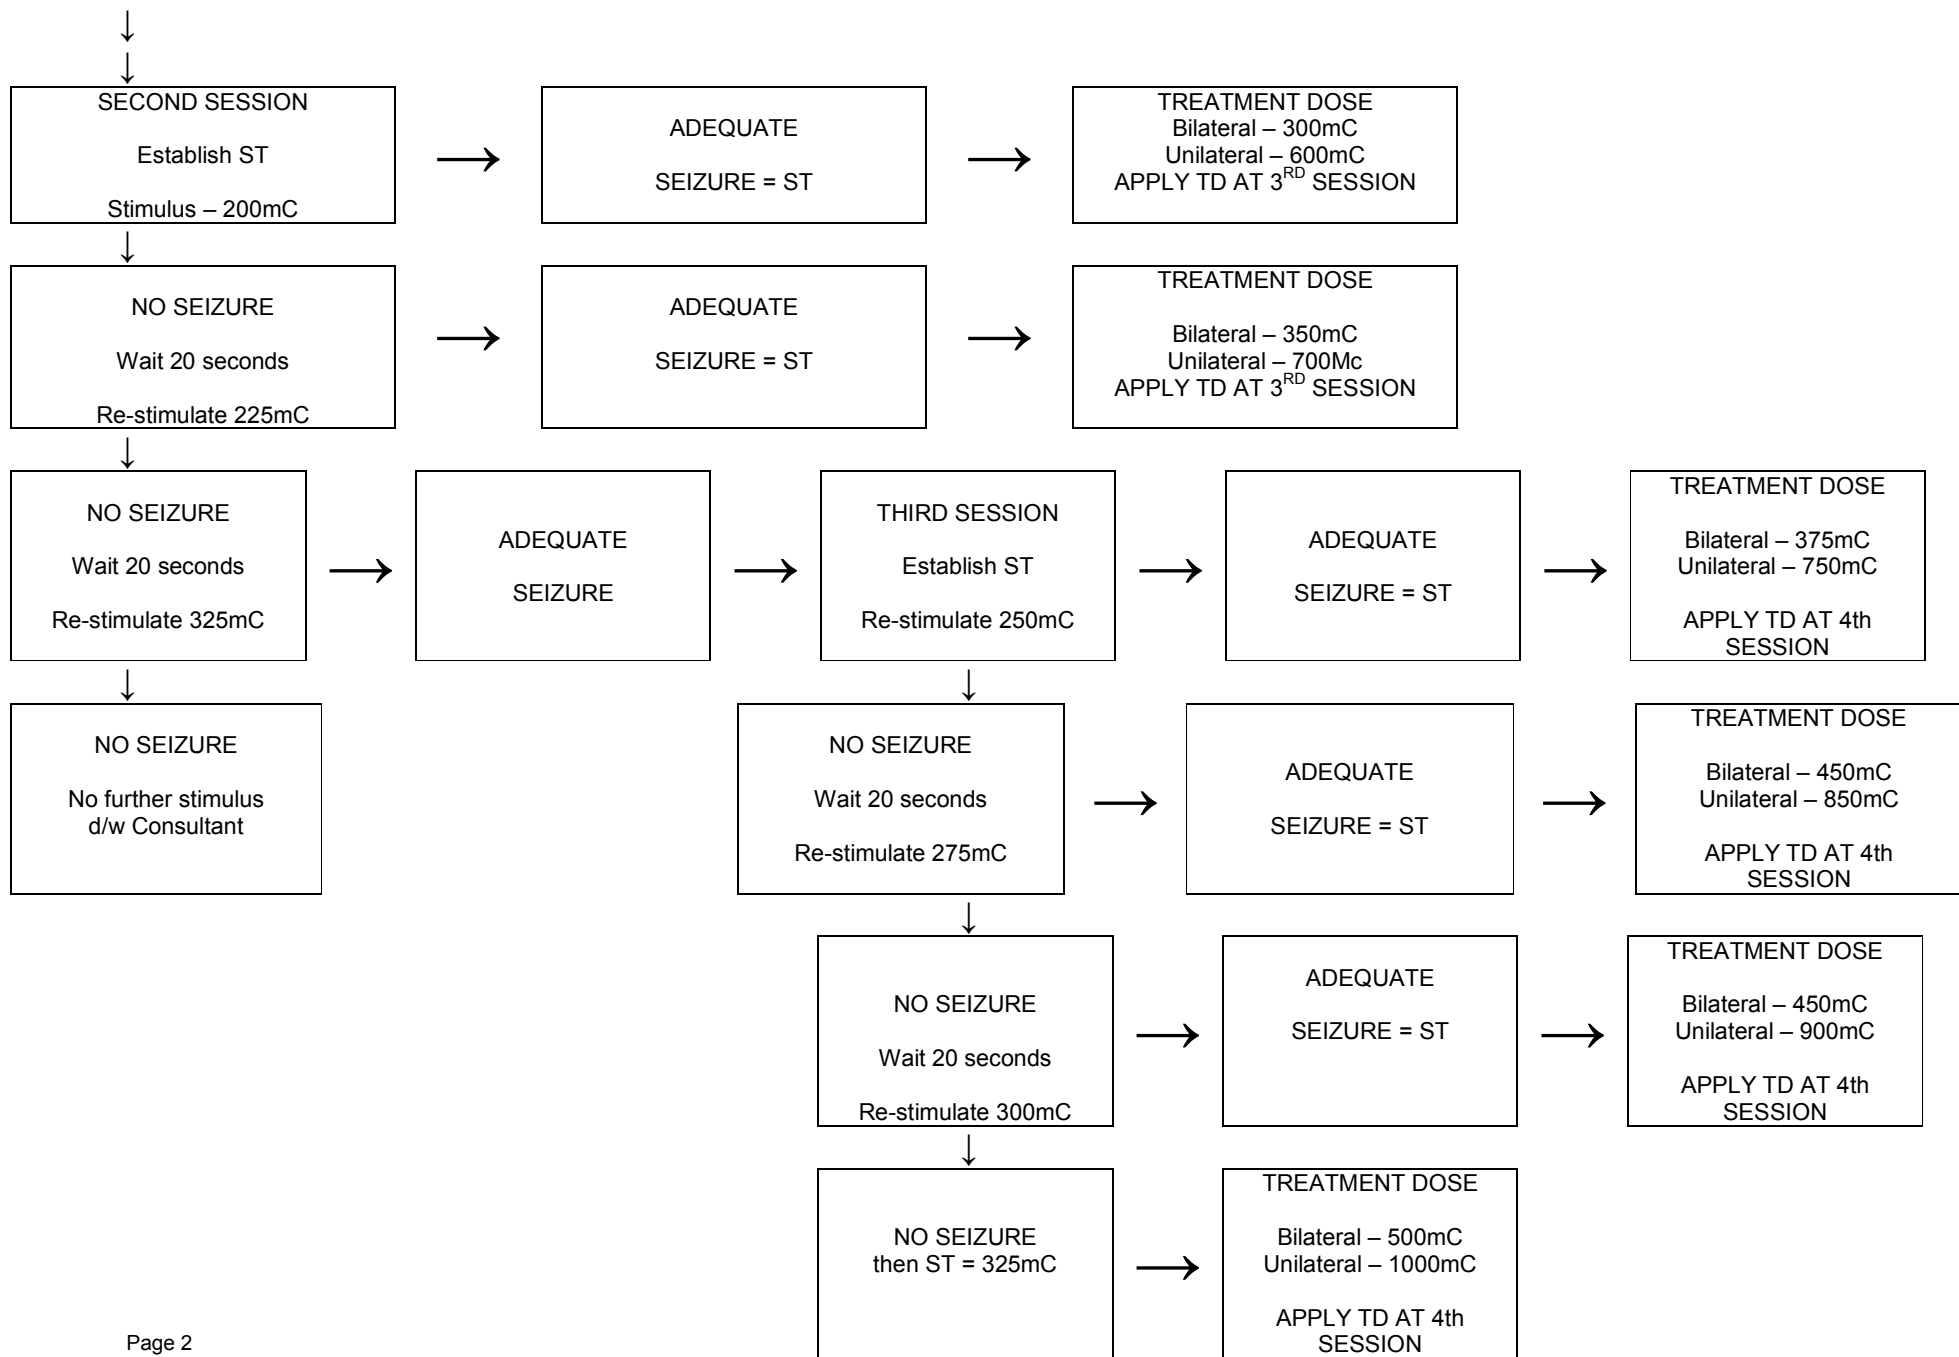 SECOND SESSION
Establish ST
Stimulus – 200mC
ADEQUATE
SEIZURE = ST
TREATMENT DOSE
Bilateral – 300mC
Unilateral – 600mC
APPLY TD AT 3RD SESSION
NO SEIZURE
Wait 20 seconds
Re-stimulate 225mC
ADEQUATE
SEIZURE = ST
TREATMENT DOSE
Bilateral – 350mC
Unilateral – 700Mc
APPLY TD AT 3RD SESSION
NO SEIZURE
Wait 20 seconds
Re-stimulate 325mC
ADEQUATE
SEIZURE
THIRD SESSION
Establish ST
Re-stimulate 250mC
ADEQUATE
SEIZURE = ST
TREATMENT DOSE
Bilateral – 375mC
Unilateral – 750mC
APPLY TD AT 4th
SESSION
NO SEIZURE
No further stimulus
d/w Consultant
NO SEIZURE
Wait 20 seconds
Re-stimulate 275mC
ADEQUATE
SEIZURE = ST
TREATMENT DOSE
Bilateral – 450mC
Unilateral – 850mC
APPLY TD AT 4th
SESSION
NO SEIZURE
Wait 20 seconds
Re-stimulate 300mC
ADEQUATE
SEIZURE = ST
TREATMENT DOSE
Bilateral – 450mC
Unilateral – 900mC
APPLY TD AT 4th
SESSION
NO SEIZURE
then ST = 325mC
TREATMENT DOSE
Bilateral – 500mC
Unilateral – 1000mC
APPLY TD AT 4th
SESSION
Page 2